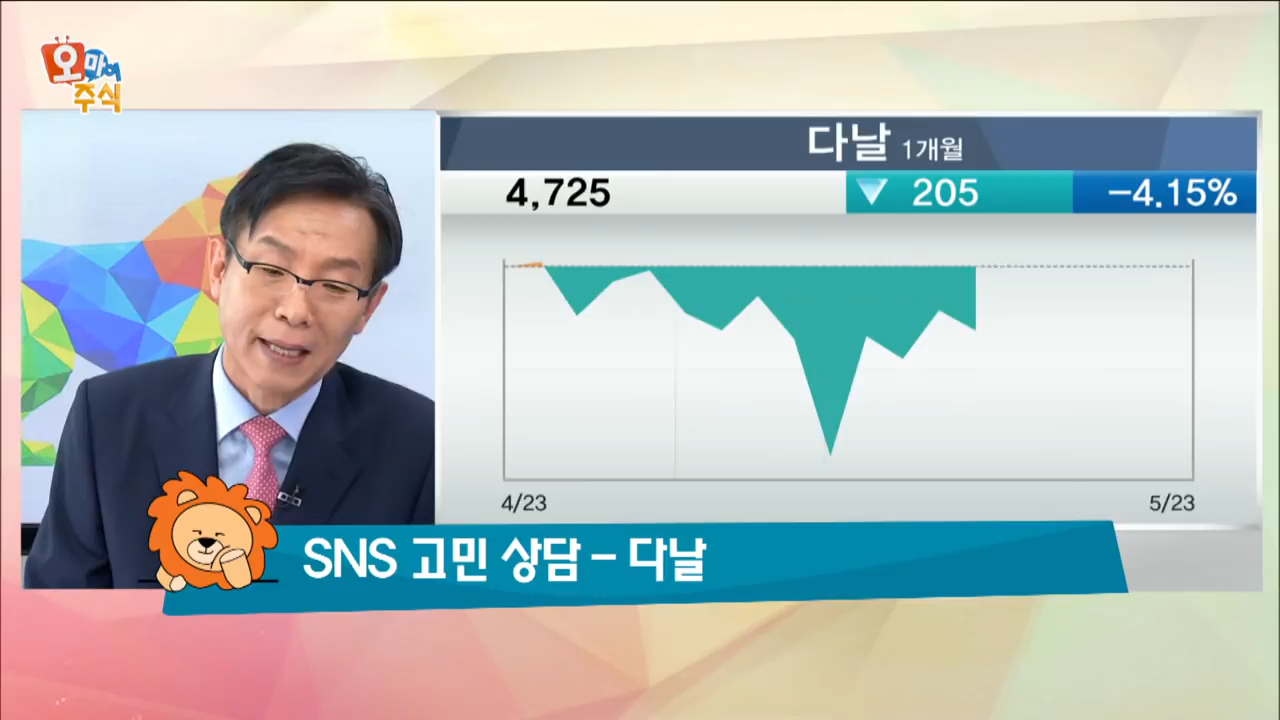 오마이
주식
다날 1개월
4,725 ▼ 205 -4.15%
4/23 5/23
SNS 고민 상담 - 다날